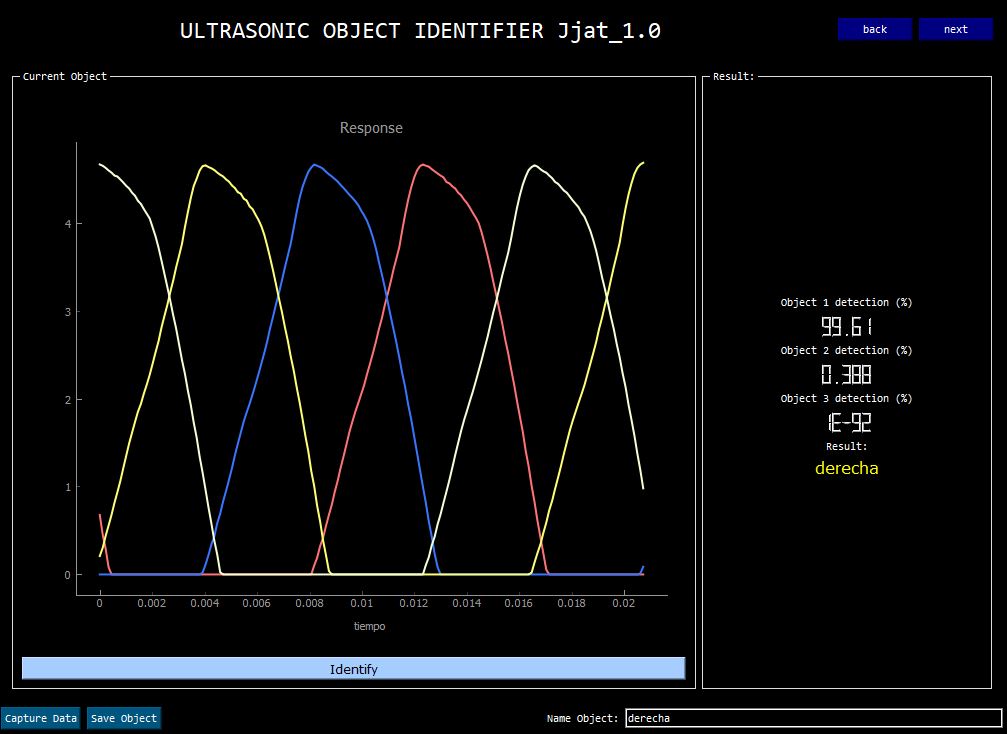 ULTRASONIC OBJECT IDENTIFIER Jjat_1.0
back
next
Current Object
Result:
Response
4
3
2
1
0
0 0.002 0.004 0.006 0.008 0.01 0.012 0.014 0.016 0.018 0.02
tiempo
Identify
Object 1 detection (%)
99.61
Object 2 detection (%)
0.388
Object 3 detection (%)
1E-92
Result:
derecha
Capture Data
Save Object
Name Object: derecha